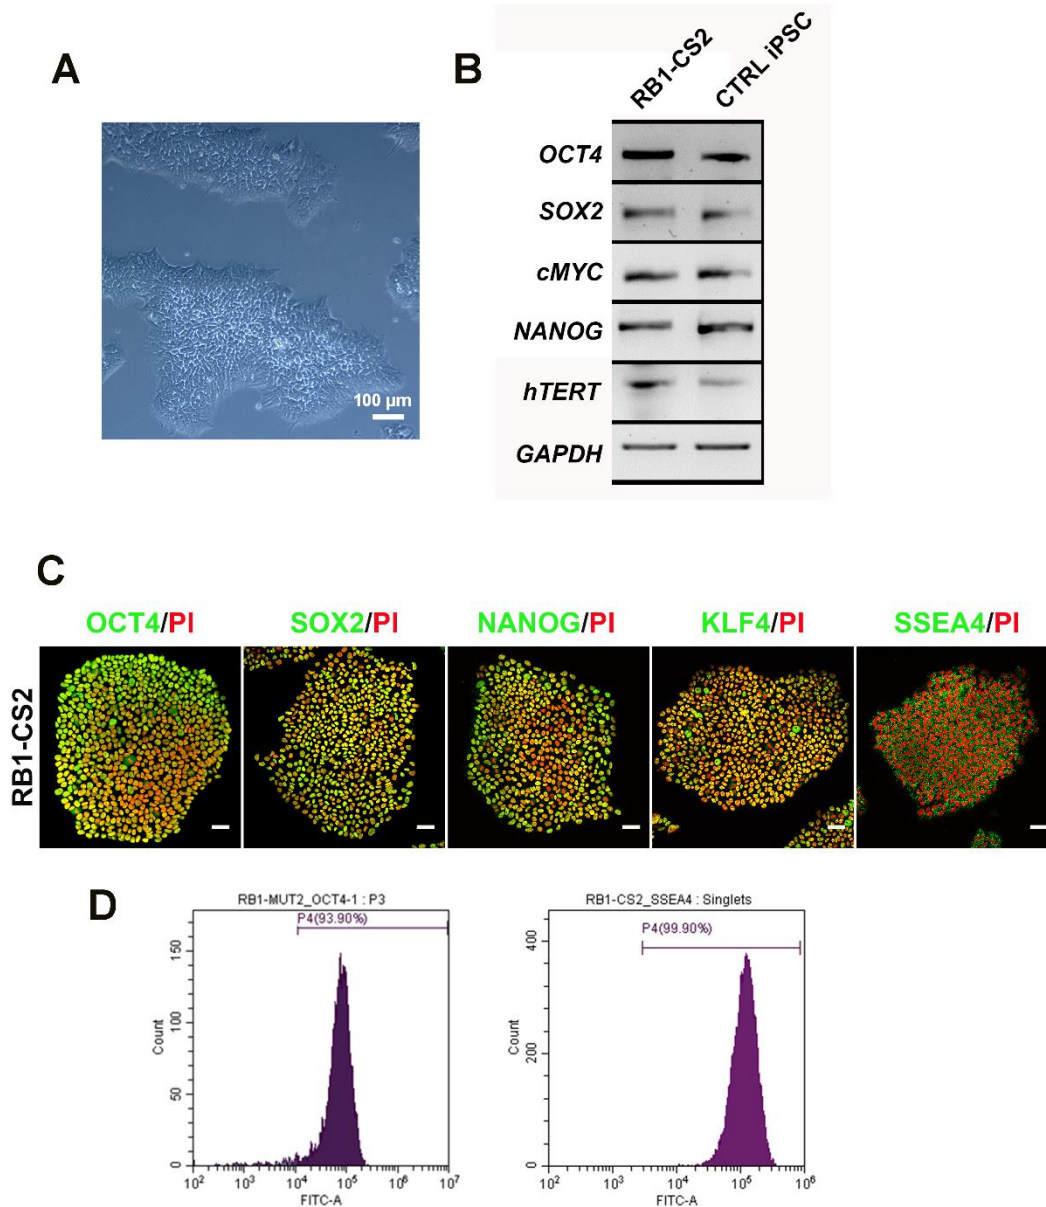 A
100 µm
B
RB1-CS2
CTRL iPSC
OCT4
SOX2
cMYC
NANOG
hTERT
GAPDH
C
OCT4/PI
SOX2/PI
NANOG/PI
KLF4/PI
SSEA4/PI
RB1-CS2
D
RB1-MUT2_OCT4-1 : P3
P4(93.90%)
Count
150
100
50
0
10² 10³ 10⁴ 10⁵ 10⁶ 10⁷
FITC-A
RB1-CS2_SSEA4 : Singlets
P4(99.90%)
Count
400
200
0
10² 10³ 10⁴ 10⁵ 10⁶
FITC-A